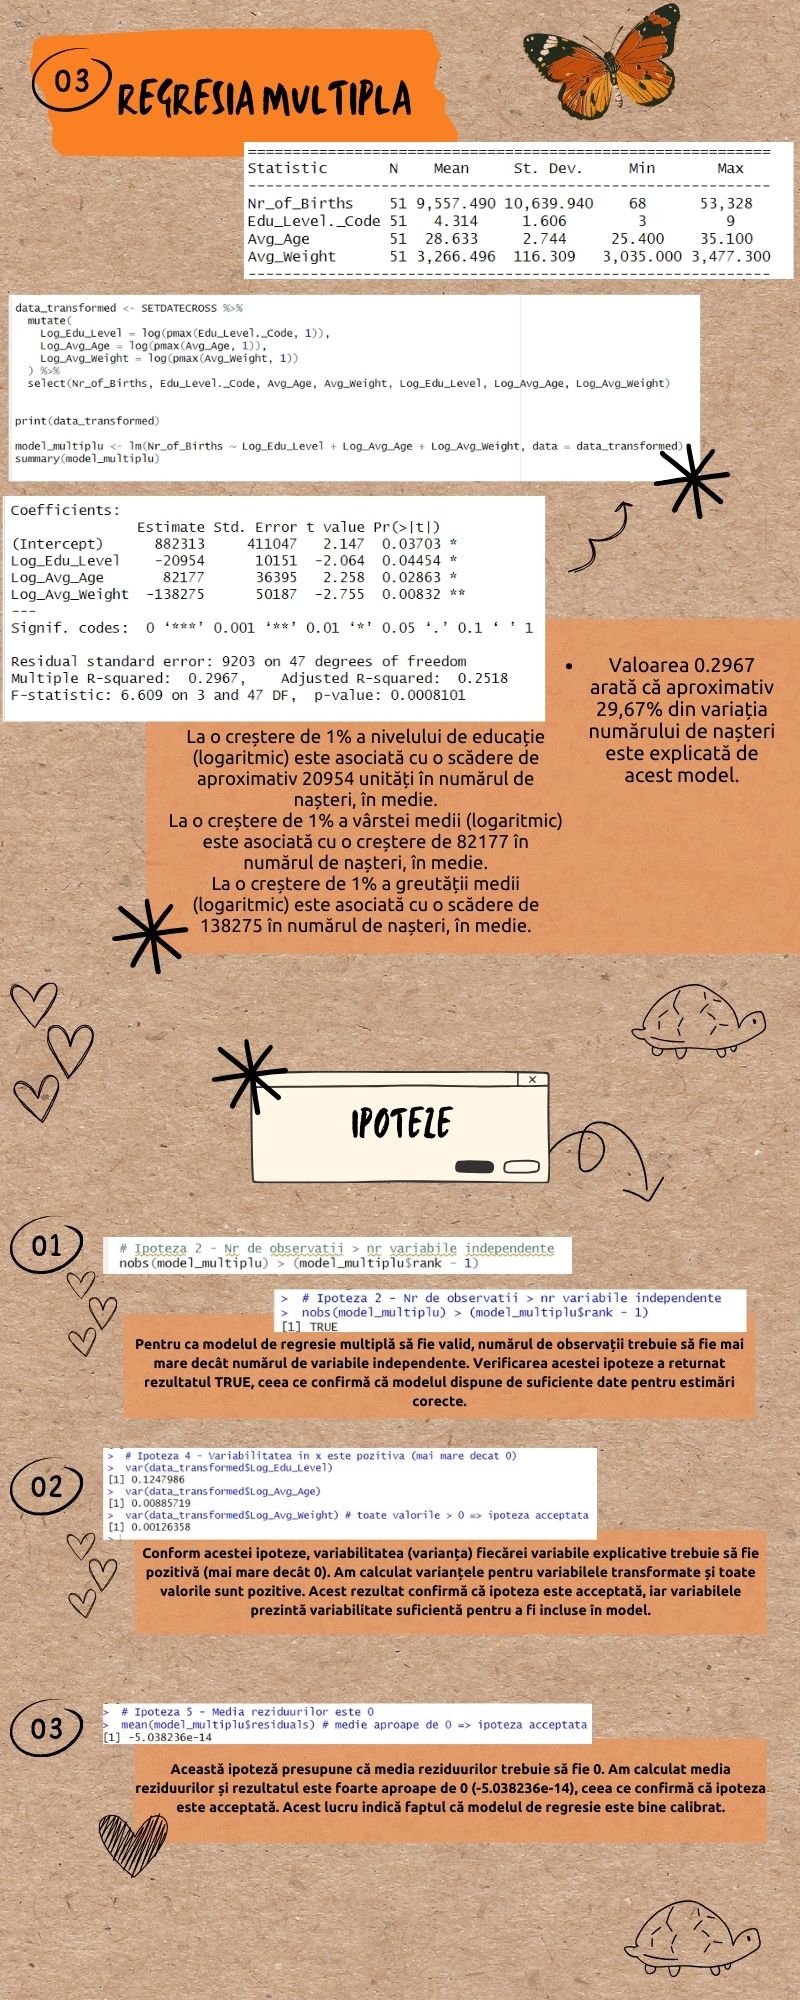 03
REGRESIA MULTIPLA
Statistic N Mean St. Dev. Min Max
Nr_of_Births 51 9,557.490 10,639.940 68 53,328
Edu_Level._Code 51 4.314 1.606 3 9
Avg_Age 51 28.633 2.744 25.400 35.100
Avg_Weight 51 3,266.496 116.309 3,035.000 3,477.300
data_transformed <- SETDATECROSS %>%
mutate(
Log_Edu_Level = log(pmax(Edu_Level._Code, 1)),
Log_Avg_Age = log(pmax(Avg_Age, 1)),
Log_Avg_Weight = log(pmax(Avg_Weight, 1))
) %>%
select(Nr_of_Births, Edu_Level._Code, Avg_Age, Avg_Weight, Log_Edu_Level, Log_Avg_Age, Log_Avg_Weight)
print(data_transformed)
model_multiplu <- lm(Nr_of_Births ~ Log_Edu_Level + Log_Avg_Age + Log_Avg_Weight, data = data_transformed)
summary(model_multiplu)
Coefficients:
Estimate Std. Error t value Pr(>|t|)
(Intercept) 882313 411047 2.147 0.03703 *
Log_Edu_Level -20954 10151 -2.064 0.04454 *
Log_Avg_Age 82177 36395 2.258 0.02863 *
Log_Avg_Weight -138275 50187 -2.755 0.00832 **
---
Signif. codes: 0 ‘***’ 0.001 ‘**’ 0.01 ‘*’ 0.05 ‘.’ 0.1 ‘ ’ 1
Residual standard error: 9203 on 47 degrees of freedom
Multiple R-squared: 0.2967, Adjusted R-squared: 0.2518
F-statistic: 6.609 on 3 and 47 DF, p-value: 0.0008101
• Valoarea 0.2967
arată că aproximativ
29,67% din variația
numărului de nașteri
este explicată de
acest model.
La o creștere de 1% a nivelului de educație
(logaritmic) este asociată cu o scădere de
aproximativ 20954 unități în numărul de
nașteri, în medie.
La o creștere de 1% a vârstei medii (logaritmic)
este asociată cu o creștere de 82177 în
numărul de nașteri, în medie.
La o creștere de 1% a greutății medii
(logaritmic) este asociată cu o scădere de
138275 în numărul de nașteri, în medie.
IPOTEZE
01
# Ipoteza 2 - Nr de observatii > nr variabile independente
nobs(model_multiplu) > (model_multiplu$rank - 1)
> # Ipoteza 2 - Nr de observatii > nr variabile independente
> nobs(model_multiplu) > (model_multiplu$rank - 1)
[1] TRUE
Pentru ca modelul de regresie multiplă să fie valid, numărul de observații trebuie să fie mai
mare decât numărul de variabile independente. Verificarea acestei ipoteze a returnat
rezultatul TRUE, ceea ce confirmă că modelul dispune de suficiente date pentru estimări
corecte.
02
> # Ipoteza 4 - Variabilitatea in x este pozitiva (mai mare decat 0)
> var(data_transformed$Log_Edu_Level)
[1] 0.1247986
> var(data_transformed$Log_Avg_Age)
[1] 0.00885719
> var(data_transformed$Log_Avg_Weight) # toate valorile > 0 => ipoteza acceptata
[1] 0.00126358
>
Conform acestei ipoteze, variabilitatea (varianța) fiecărei variabile explicative trebuie să fie
pozitivă (mai mare decât 0). Am calculat varianțele pentru variabilele transformate și toate
valorile sunt pozitive. Acest rezultat confirmă că ipoteza este acceptată, iar variabilele
prezintă variabilitate suficientă pentru a fi incluse în model.
03
> # Ipoteza 5 - Media reziduurilor este 0
> mean(model_multiplu$residuals) # medie aproape de 0 => ipoteza acceptata
[1] -5.038236e-14
Această ipoteză presupune că media reziduurilor trebuie să fie 0. Am calculat media
reziduurilor și rezultatul este foarte aproape de 0 (-5.038236e-14), ceea ce confirmă că ipoteza
este acceptată. Acest lucru indică faptul că modelul de regresie este bine calibrat.